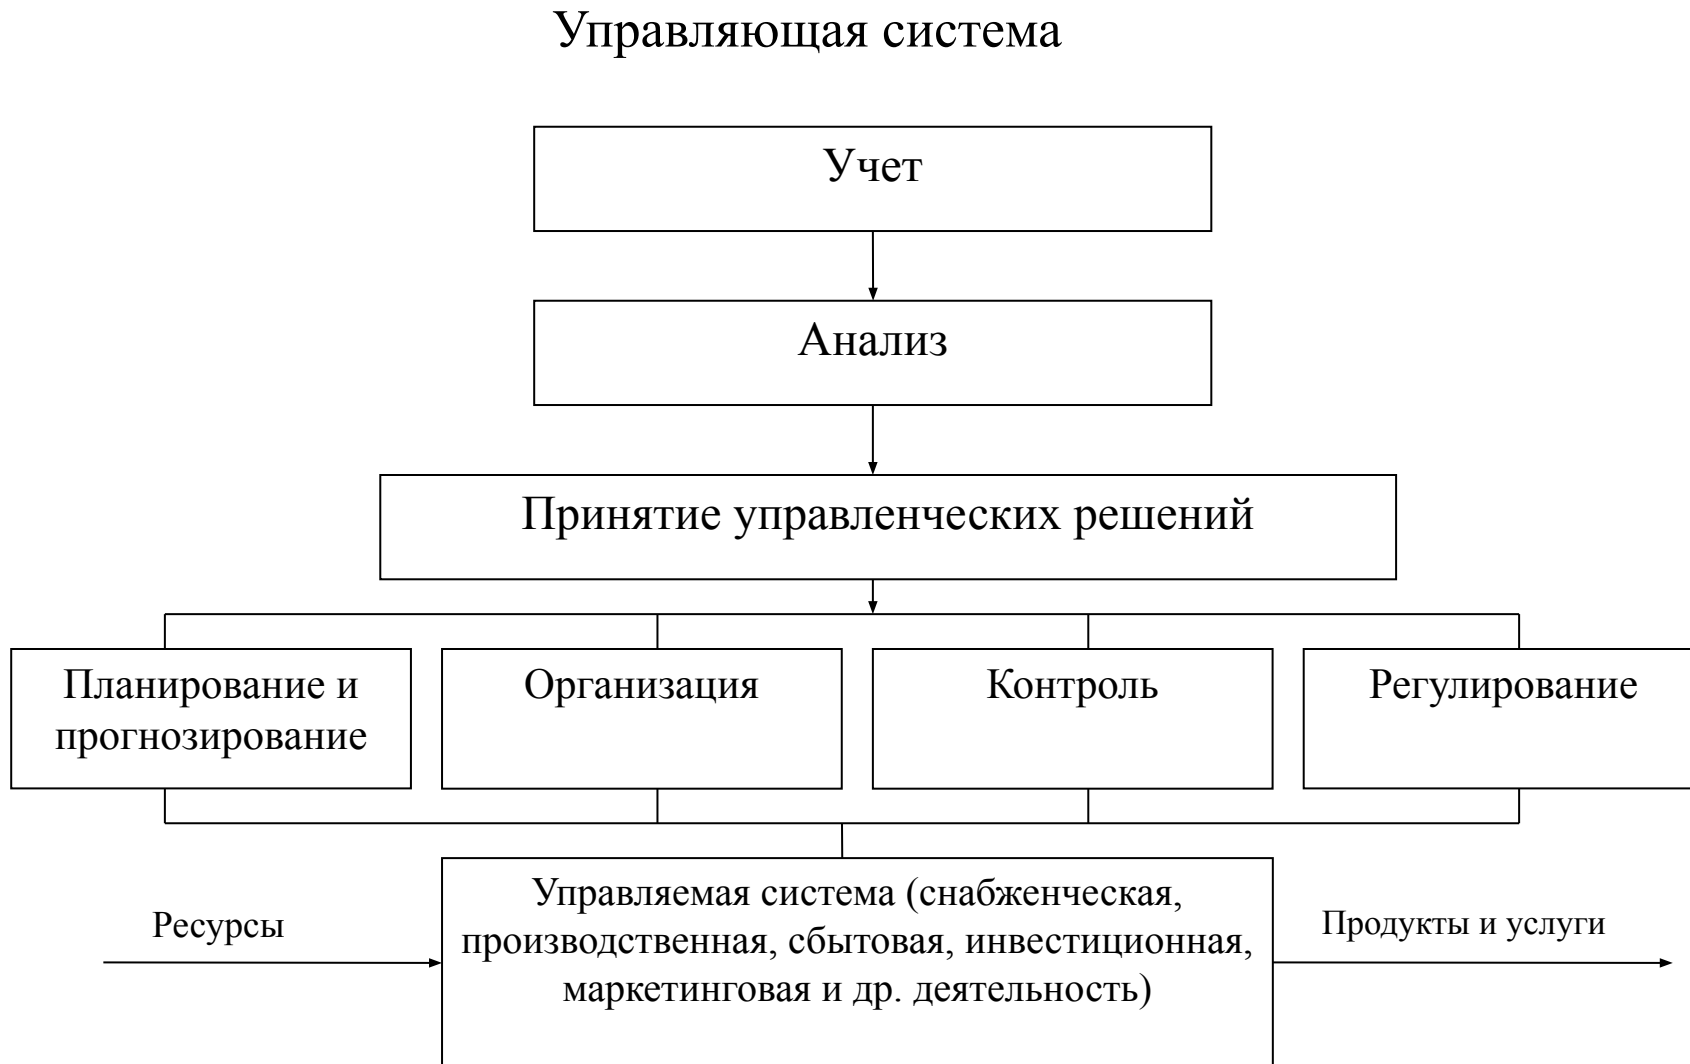 Управляющая система
Учет
Анализ
Принятие управленческих решений
Планирование и
прогнозирование
Организация
Контроль
Регулирование
Ресурсы
Управляемая система (снабженческая,
производственная, сбытовая, инвестиционная,
маркетинговая и др. деятельность)
Продукты и услуги